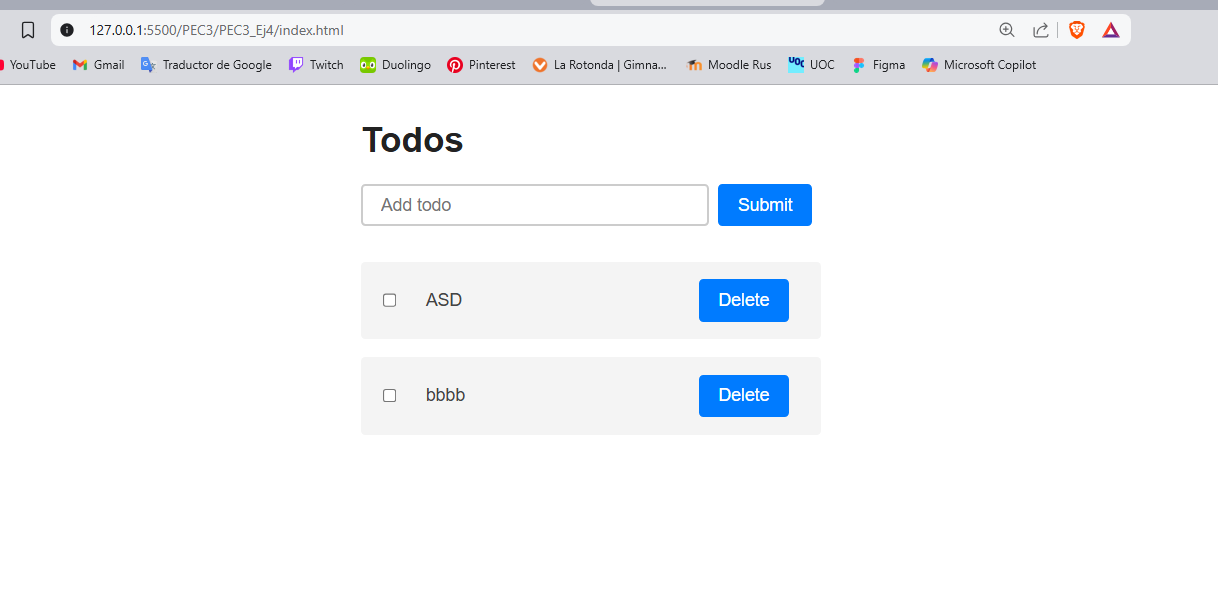 127.0.0.1:5500/PEC3/PEC3_Ej4/index.html
YouTube Gmail Traductor de Google Twitch Duolingo Pinterest La Rotonda | Gimna... Moodle Rus UOC UOC Figma Microsoft Copilot
Todos
Add todo Submit
ASD Delete
bbbb Delete